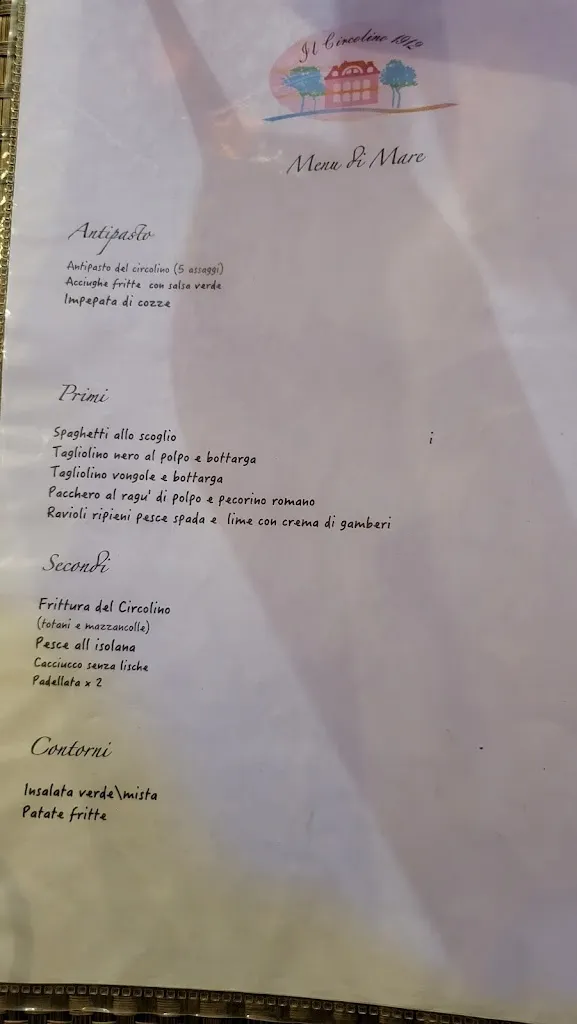 Il Circolino 1912
Menu di Mare
Antipasto
Antipasto del circolino (5 assaggi)
Acciughe fritte con salsa verde
Impepata di cozze
Primi
Spaghetti allo scoglio
i
Tagliolino nero al polpo e bottarga
Tagliolino vongole e bottarga
Pacchero al ragu' di polpo e pecorino romano
Ravioli ripieni pesce spada e lime con crema di gamberi
Secondi
Frittura del Circolino
(totani e mazzancolle)
Pesce all isolana
Cacciucco senza lische
Padellata x 2
Contorni
Insalata verde\mista
Patate fritte